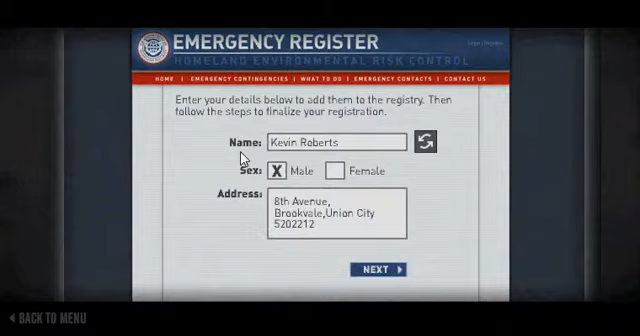 EMERGENCY REGISTER
HOMELAND ENVIRONMENTAL RISK CONTROL
HOME | EMERGENCY CONTINGENCIES | WHAT TO DO | EMERGENCY CONTACTS | CONTACT US
Enter your details below to add them to the registry. Then
follow the steps to finalize your registration.
Name: Kevin Roberts
Sex: X Male Female
Address: 8th Avenue,
Brookvale,Union City
5202212
NEXT
BACK TO MENU